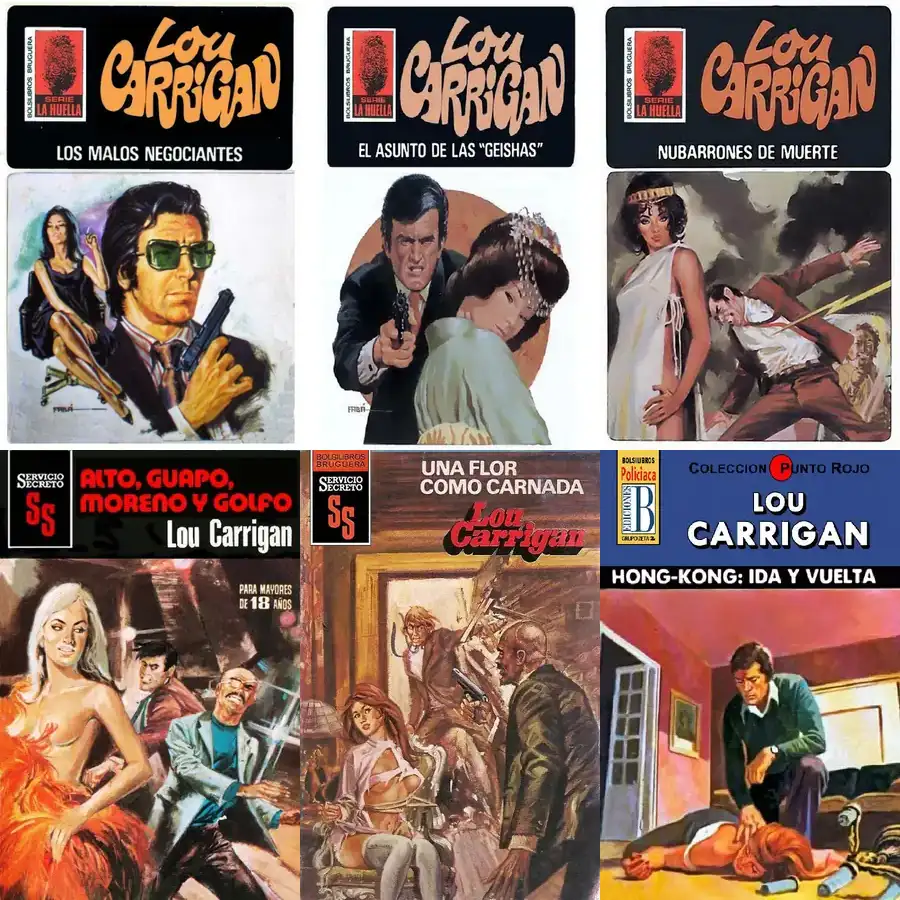 BOLSILIBROS BRUGUERA
SERIE
LA HUELLA
Lou
CARRIGAN
LOS MALOS NEGOCIANTES
BOLSILIBROS BRUGUERA
SERIE
LA HUELLA
Lou
CARRIGAN
EL ASUNTO DE LAS "GEISHAS"
BOLSILIBROS BRUGUERA
SERIE
LA HUELLA
Lou
CARRIGAN
NUBARRONES DE MUERTE
SERVICIO
SECRETO
SS
ALTO, GUAPO,
MORENO Y GOLFO
Lou Carrigan
PARA MAYORES
DE 18 AÑOS
BOLSILIBROS
BRUGUERA
SERVICIO
SECRETO
SS
UNA FLOR
COMO CARNADA
Lou
Carrigan
BOLSILIBROS
Policiaca
EDICIONES
B
GRUPO ZETA
COLECCION PUNTO ROJO
LOU
CARRIGAN
HONG-KONG: IDA Y VUELTA